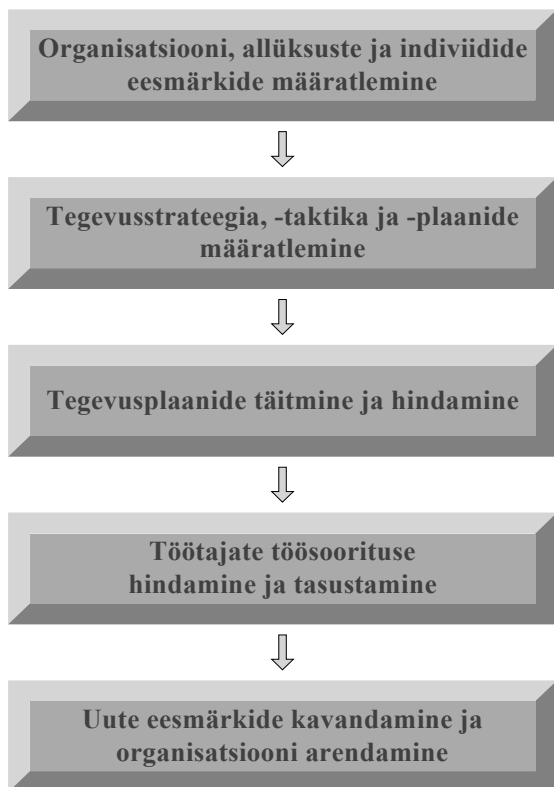 Organisatsiooni, allüksuste ja indiviidide
eesmärkide määratlemine
Tegevusstrateegia, -taktika ja -plaanide
määratlemine
Tegevusplaanide täitmine ja hindamine
Töötajate töösoorituse
hindamine ja tasustamine
Uute eesmärkide kavandamine ja
organisatsiooni arendamine